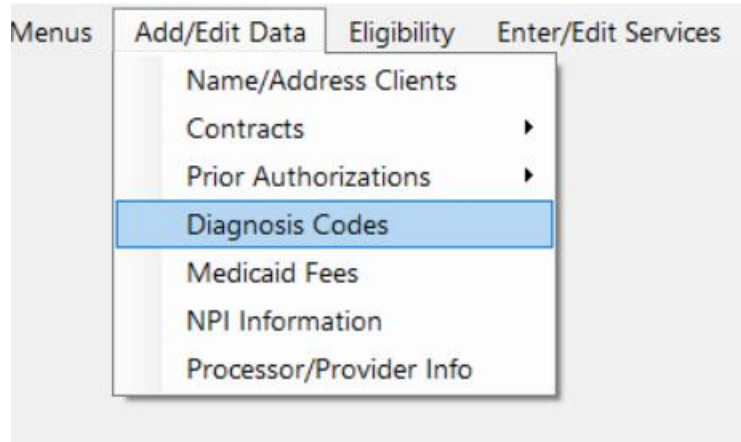 Menus Add/Edit Data Eligibility Enter/Edit Services
Name/Address Clients
Contracts
Prior Authorizations
Diagnosis Codes
Medicaid Fees
NPI Information
Processor/Provider Info